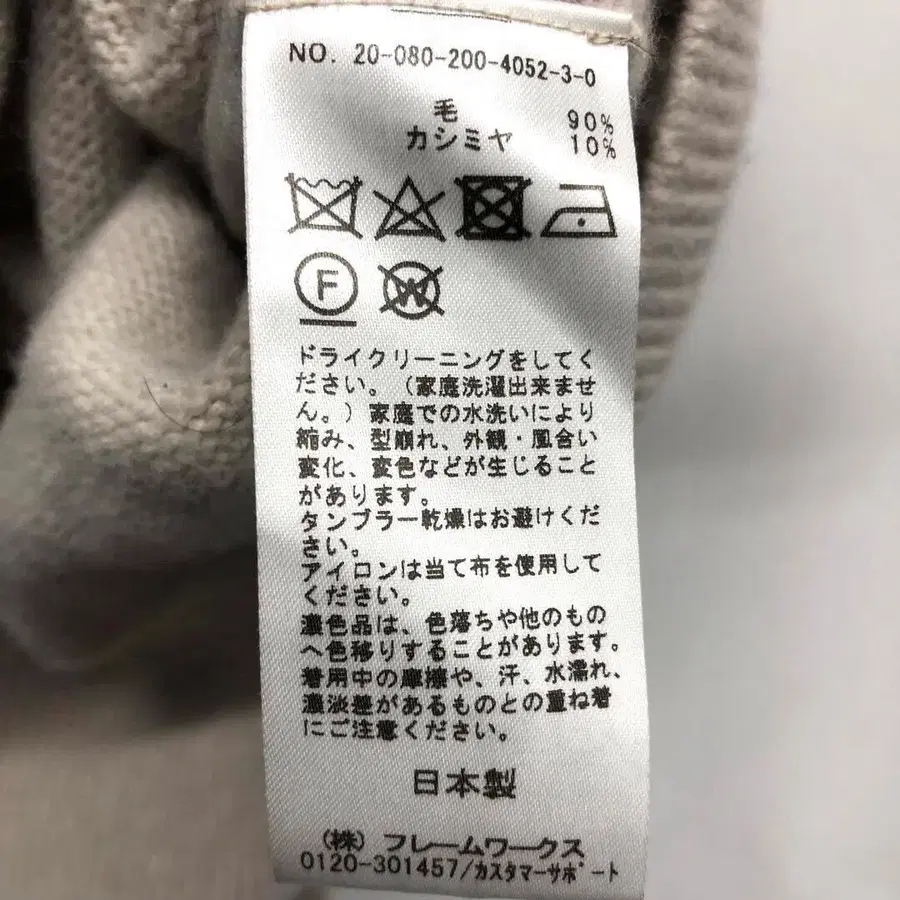 NO. 20-080-200-4052-3-0
毛 90%
カシミヤ 10%
F W
ドライクリーニングをしてく
ださい。（家庭洗濯出来ませ
ん。）家庭での水洗いにより
縮み、型崩れ、外観・風合い
変化、変色などが生じること
があります。
タンブラー乾燥はお避けくだ
さい。
アイロンは当て布を使用して
ください。
濃色品は、色落ちや他のもの
へ色移りすることがあります。
着用中の摩擦や、汗、水濡れ、
濃淡差があるものとの重ね着
にご注意ください。
日本製
（株）フレームワークス
0120-301457/カスタマーサポート